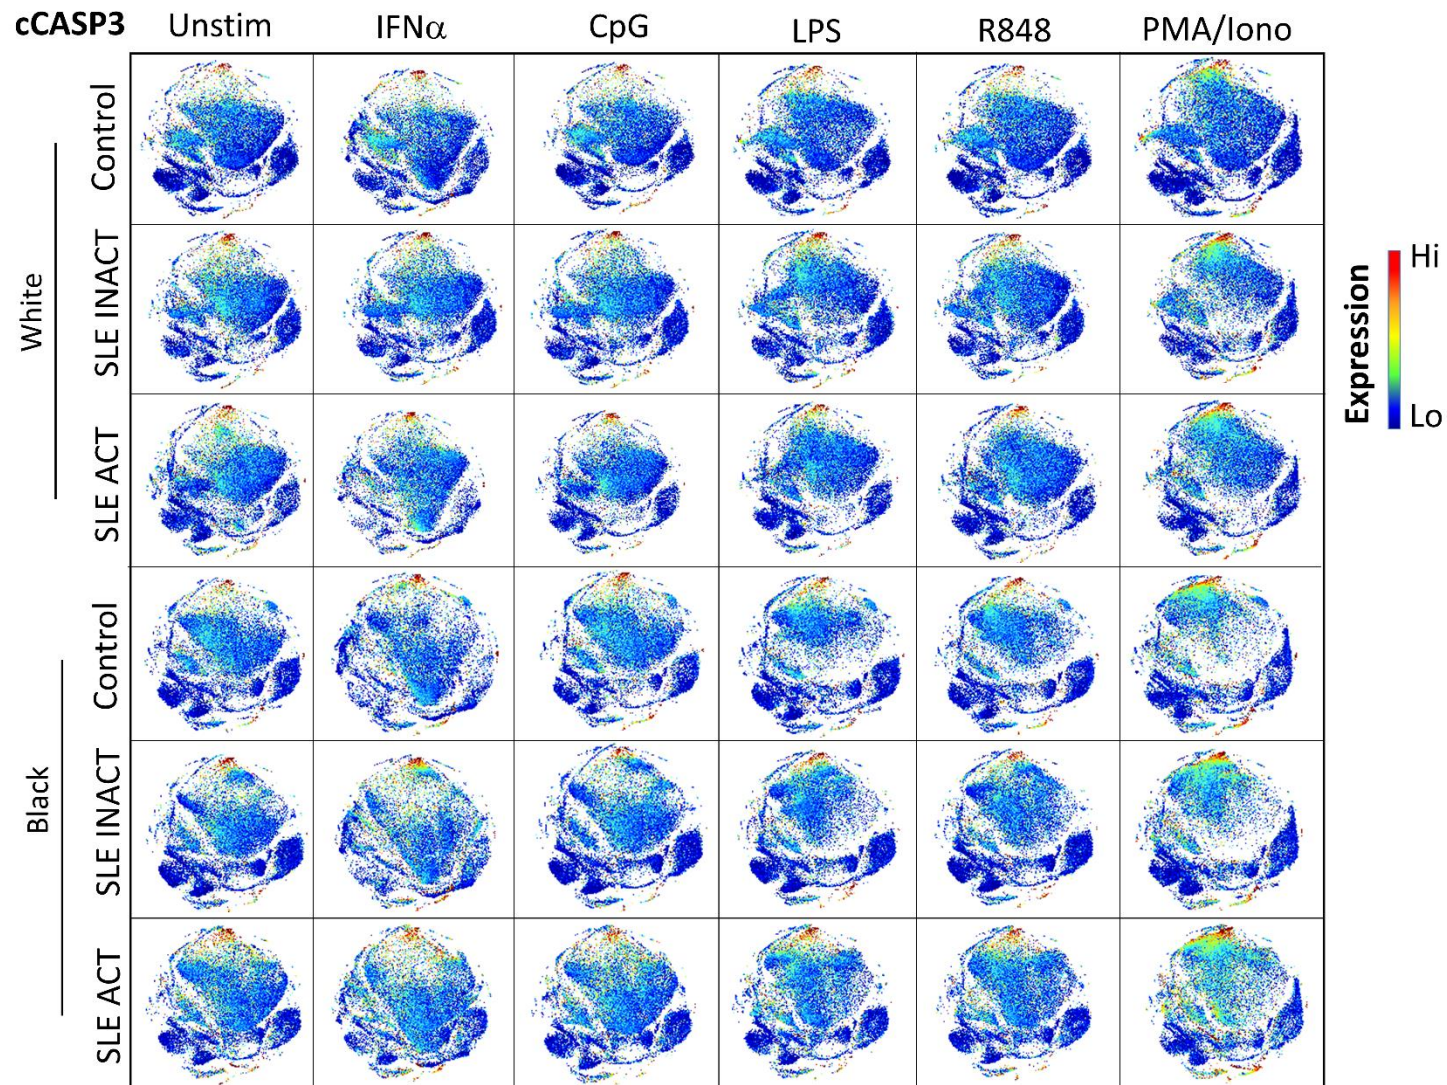 cCASP3 Unstim IFNα CpG LPS R848 PMA/Iono
White
Control
SLE INACT
SLE ACT
Black
Control
SLE INACT
SLE ACT
Expression
Hi
Lo